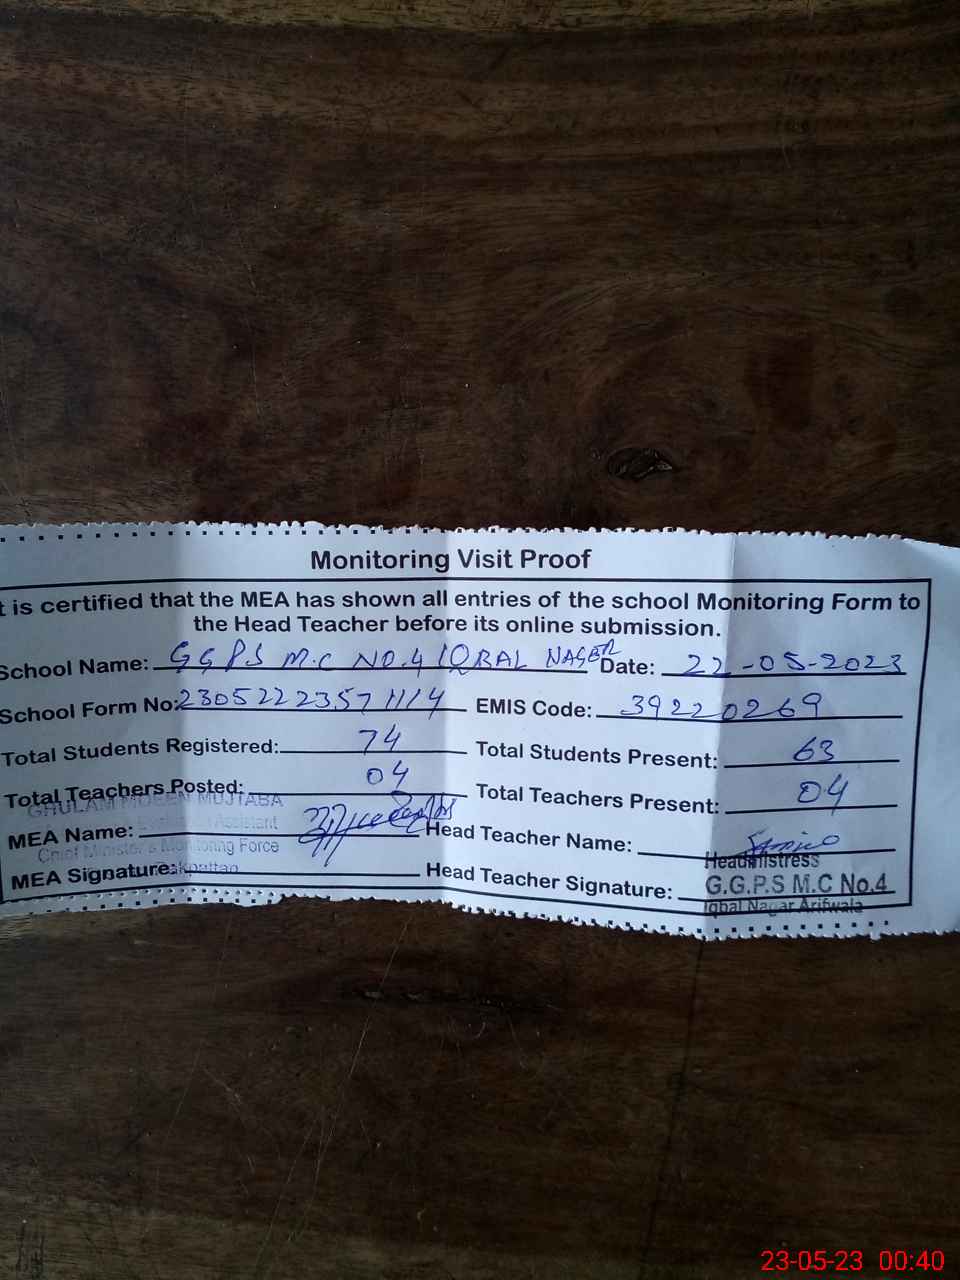 Monitoring Visit Proof
t is certified that the MEA has shown all entries of the school Monitoring Form to
the Head Teacher before its online submission.
School Name: GGPS M.C NO.4 IQBAL NAGER Date: 22-05-2023
School Form No: 23052223571114 EMIS Code: 39220269
Total Students Registered: 74 Total Students Present: 63
Total Teachers Posted: 04 Total Teachers Present: 04
GHULAM MOEEN MUJTABA
MEA Name: Assistant Head Teacher Name:
Chief Minister's Monitoring Force
Headmistress
MEA Signature: Pakpattan Head Teacher Signature: G.G.P.S M.C No.4
Iqbal Nagar Arifwala
23-05-23 00:40